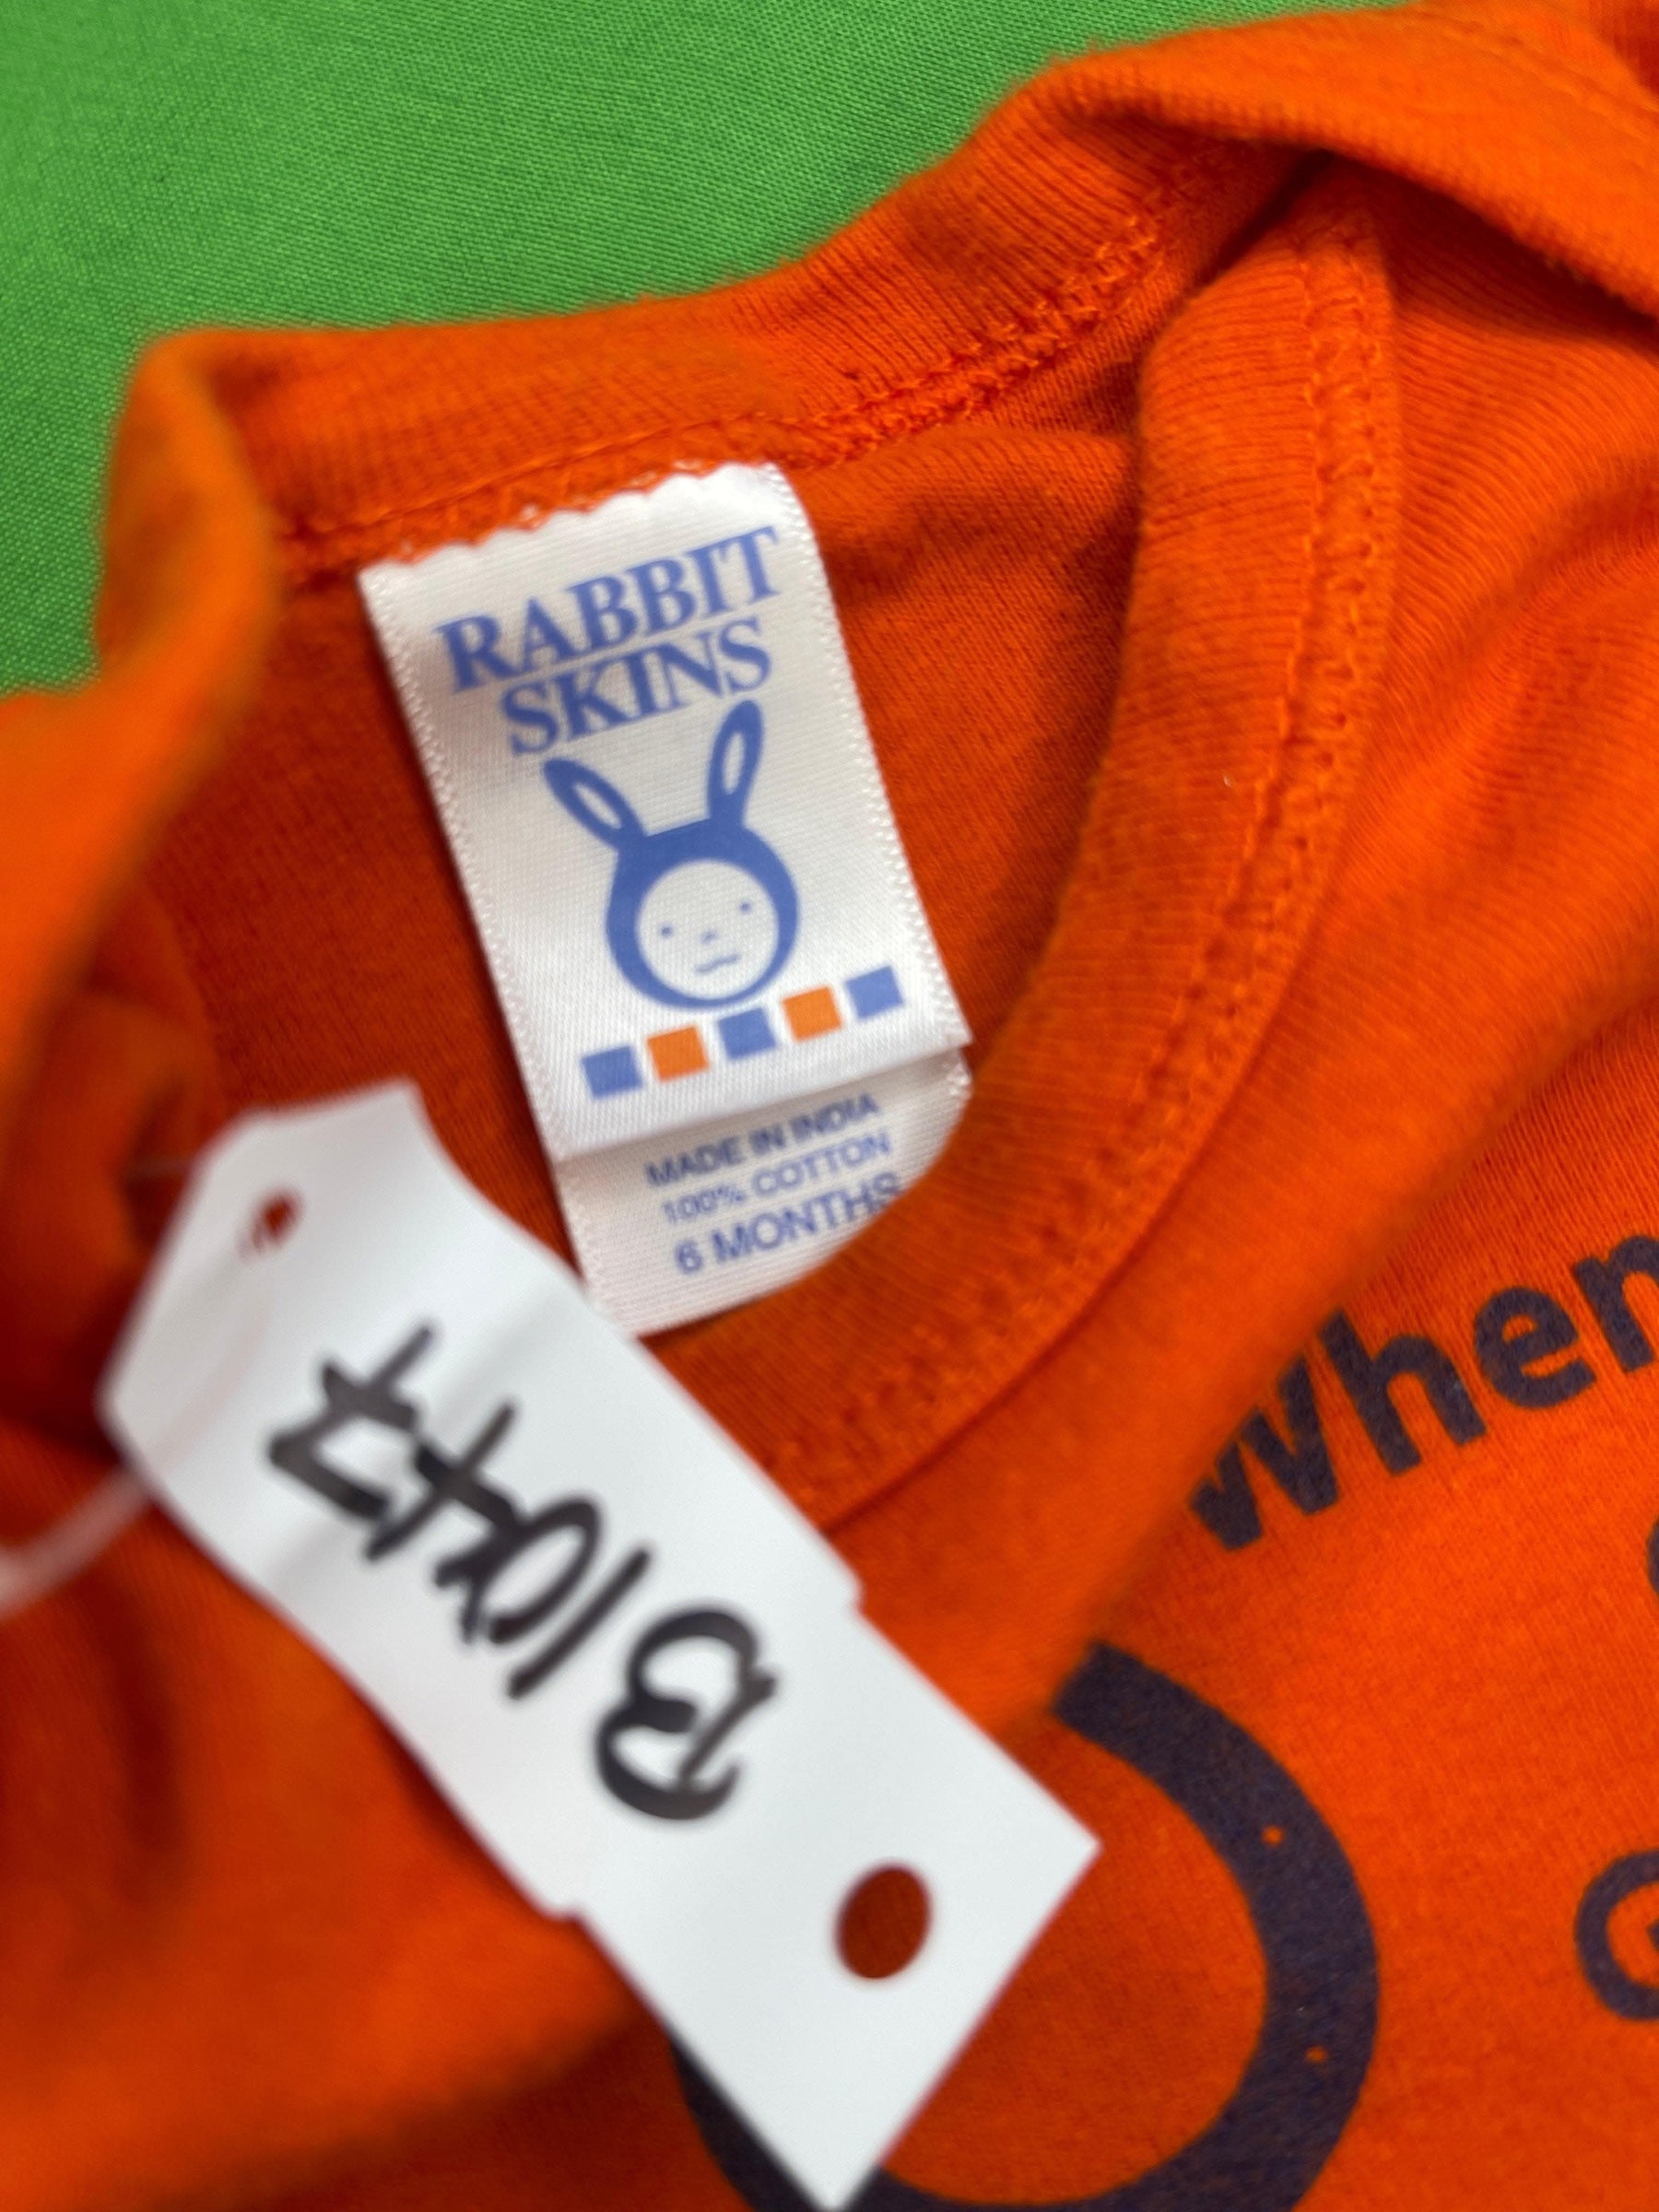 RABBIT
SKINS
MADE IN INDIA
100% COTTON
6 MONTHS
B1047
When